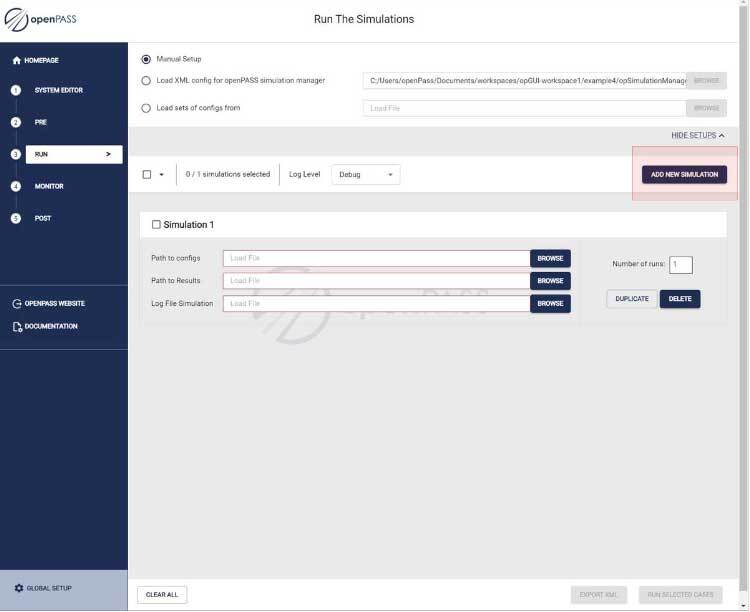 openPASS
Run The Simulations
HOMEPAGE
1 SYSTEM EDITOR
2 PRE
3 RUN >
4 MONITOR
5 POST
OPENPASS WEBSITE
DOCUMENTATION
GLOBAL SETUP
Manual Setup
Load XML config for openPASS simulation manager C:/Users/openPass/Documents/workspaces/opGUI-workspace1/example4/opSimulationManage BROWSE
Load sets of configs from Load File BROWSE
HIDE SETUPS
0 / 1 simulations selected Log Level Debug ADD NEW SIMULATION
Simulation 1
Path to configs Load File BROWSE
Path to Results Load File BROWSE
Log File Simulation Load File BROWSE
Number of runs: 1
DUPLICATE DELETE
openPASS
CLEAR ALL EXPORT XML RUN SELECTED CASES